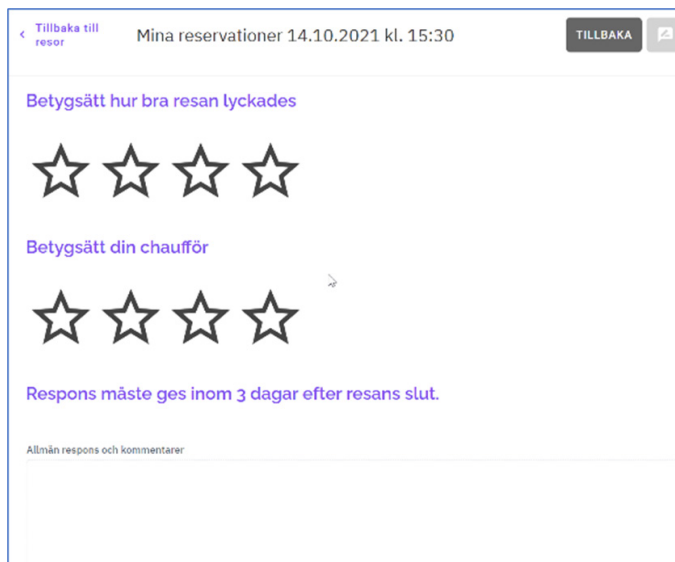 Tillbaka till
resor
Mina reservationer 14.10.2021 kl. 15:30
TILLBAKA
Betygsätt hur bra resan lyckades
Betygsätt din chaufför
Respons måste ges inom 3 dagar efter resans slut.
Allmän respons och kommentarer